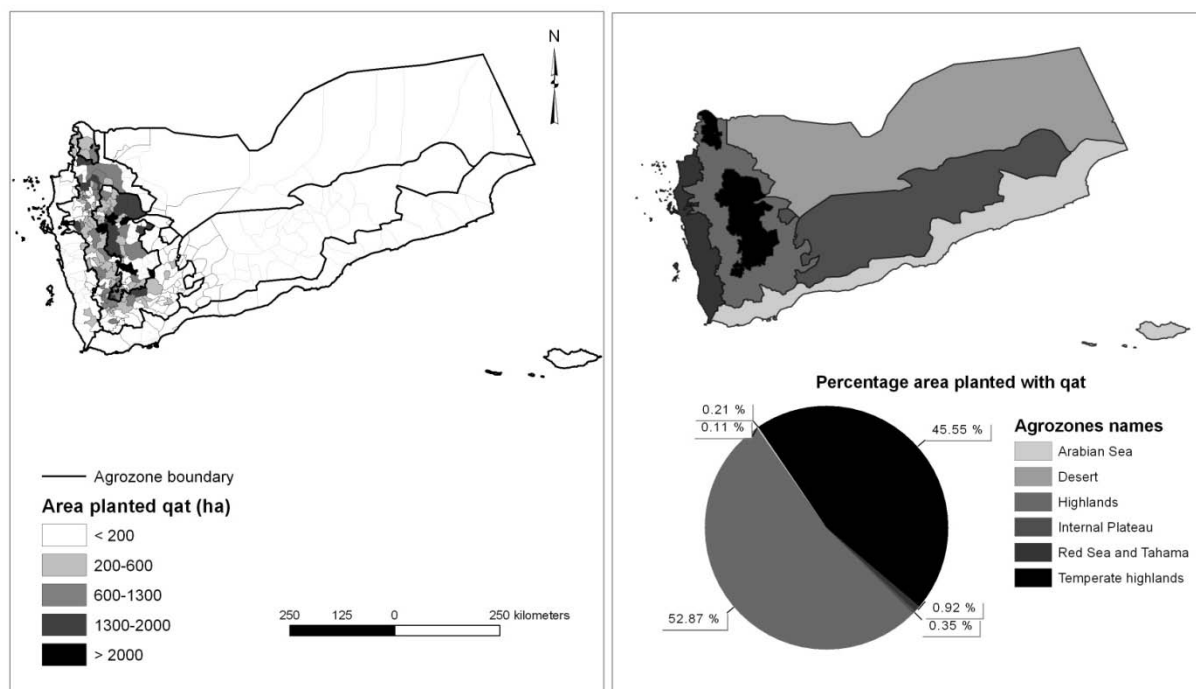 N
Agrozone boundary
Area planted qat (ha)
< 200
200-600
600-1300
1300-2000
> 2000
250 125 0 250 kilometers
Percentage area planted with qat
0.21 %
0.11 %
45.55 %
52.87 %
0.92 %
0.35 %
Agrozones names
Arabian Sea
Desert
Highlands
Internal Plateau
Red Sea and Tahama
Temperate highlands